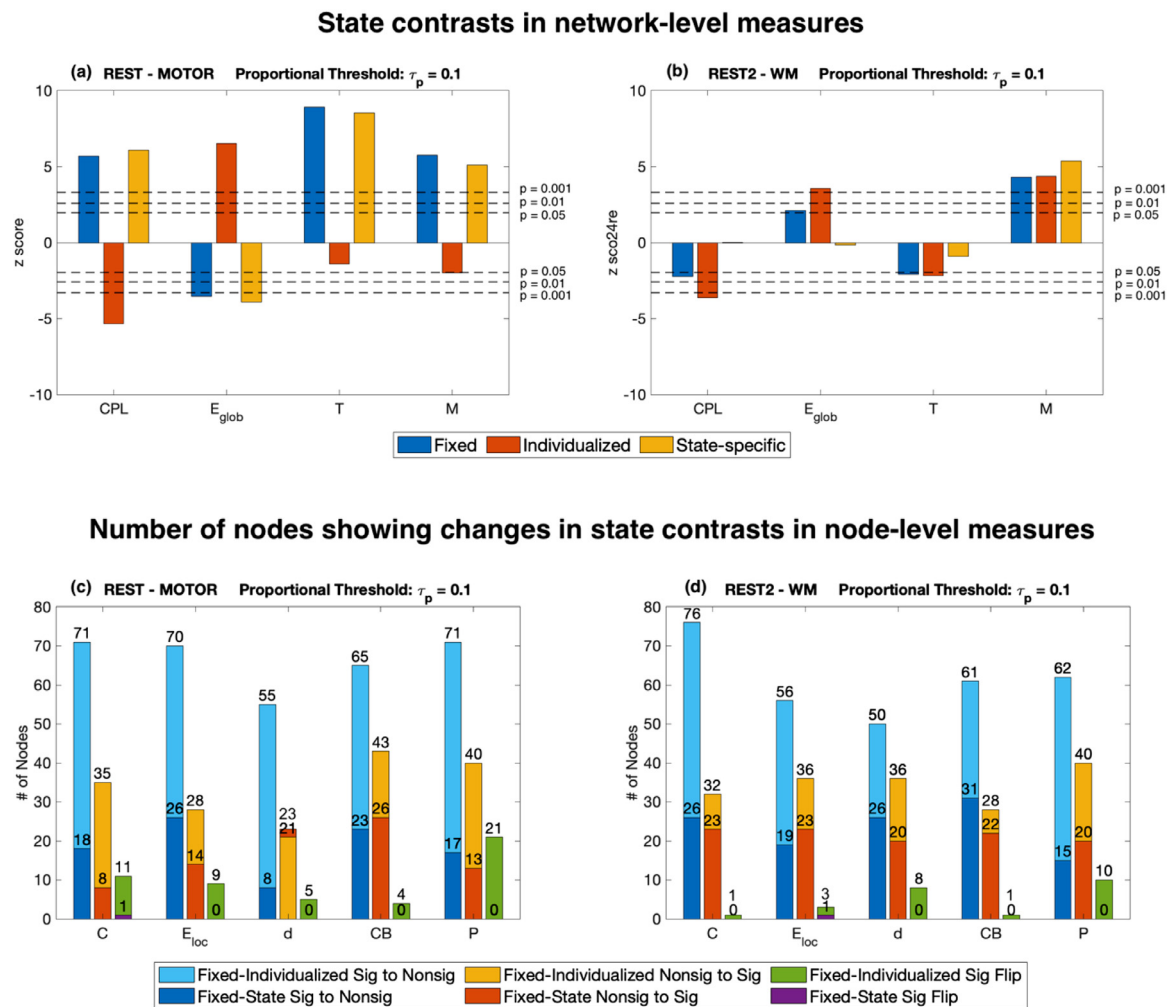 State contrasts in network-level measures
(a) REST - MOTOR Proportional Threshold: τp = 0.1
10
5
0
-5
-10
z score
p = 0.001
p = 0.01
p = 0.05
p = 0.05
p = 0.01
p = 0.001
CPL Eglob T M
(b) REST2 - WM Proportional Threshold: τp = 0.1
10
5
0
-5
-10
z sco24re
p = 0.001
p = 0.01
p = 0.05
p = 0.05
p = 0.01
p = 0.001
CPL Eglob T M
Fixed Individualized State-specific
Number of nodes showing changes in state contrasts in node-level measures
(c) REST - MOTOR Proportional Threshold: τp = 0.1
80
70
60
50
40
30
20
10
0
# of Nodes
71 18 35 8 11 1
70 26 28 14 9 0
55 8 23 21 5 0
65 23 43 26 4 0
71 17 40 13 21 0
C Eloc d CB P
(d) REST2 - WM Proportional Threshold: τp = 0.1
80
70
60
50
40
30
20
10
0
# of Nodes
76 26 32 23 1 0
56 19 36 23 3 1
50 26 36 20 8 0
61 31 28 22 1 0
62 15 40 20 10 0
C Eloc d CB P
Fixed-Individualized Sig to Nonsig Fixed-Individualized Nonsig to Sig Fixed-Individualized Sig Flip
Fixed-State Sig to Nonsig Fixed-State Nonsig to Sig Fixed-State Sig Flip